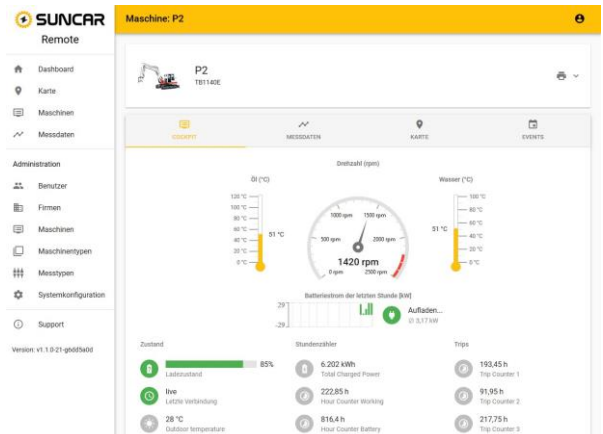 SUNCAR
Remote
Maschine: P2
Dashboard
Karte
Maschinen
Messdaten
Administration
Benutzer
Firmen
Maschinen
Maschinentypen
Messtypen
Systemkonfiguration
Support
Version: v1.1.0-21-g6dd5a0d
P2
TB1140E
COCKPIT
MESSDATEN
KARTE
EVENTS
Drehzahl (rpm)
Öl (°C)
120 °C
100 °C
80 °C
60 °C
40 °C
20 °C
0 °C
51 °C
0 rpm
500 rpm
1000 rpm
1500 rpm
2000 rpm
2500 rpm
1420 rpm
Wasser (°C)
100 °C
80 °C
60 °C
40 °C
20 °C
0 °C
51 °C
Batteriestrom der letzten Stunde [kW]
29
-29
Aufladen...
Ø 3,17 kW
Zustand
85%
Ladezustand
live
Letzte Verbindung
28 °C
Outdoor temperature
Stundenzähler
6.202 kWh
Total Charged Power
222,85 h
Hour Counter Working
816,4 h
Hour Counter Battery
Trips
193,45 h
Trip Counter 1
91,95 h
Trip Counter 2
217,75 h
Trip Counter 3